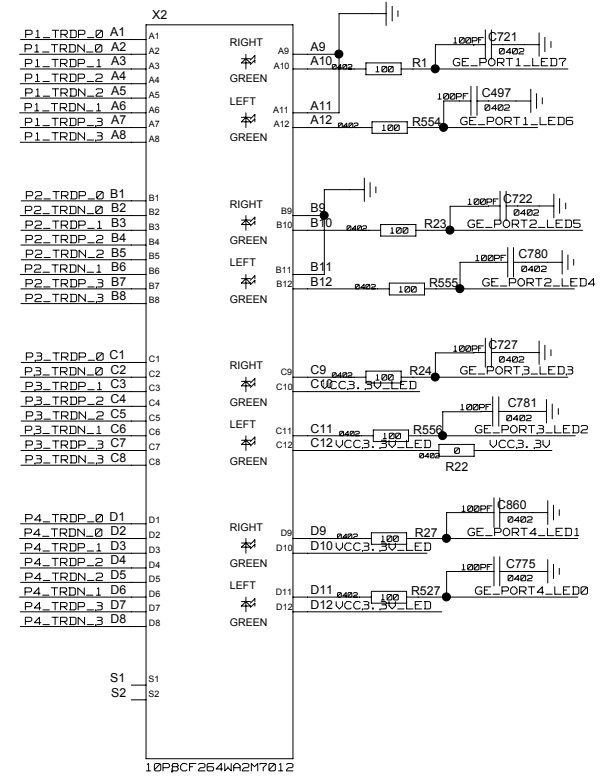 X2
P1_TRDP_0 A1 A1
P1_TRDN_0 A2 A2
P1_TRDP_1 A3 A3
P1_TRDP_2 A4 A4
P1_TRDN_2 A5 A5
P1_TRDN_1 A6 A6
P1_TRDP_3 A7 A7
P1_TRDN_3 A8 A8
RIGHT
GREEN
LEFT
GREEN
A9 A9
A10 A10 0402 100 R1 100PF C721 0402 GE_PORT1_LED7
A11 A11
A12 A12 0402 100 R554 100PF C497 0402 GE_PORT1_LED6
P2_TRDP_0 B1 B1
P2_TRDN_0 B2 B2
P2_TRDP_1 B3 B3
P2_TRDP_2 B4 B4
P2_TRDN_2 B5 B5
P2_TRDN_1 B6 B6
P2_TRDP_3 B7 B7
P2_TRDN_3 B8 B8
RIGHT
GREEN
LEFT
GREEN
B9 B9
B10 B10 0402 100 R23 100PF C722 0402 GE_PORT2_LED5
B11 B11
B12 B12 0402 100 R555 100PF C780 0402 GE_PORT2_LED4
P3_TRDP_0 C1 C1
P3_TRDN_0 C2 C2
P3_TRDP_1 C3 C3
P3_TRDP_2 C4 C4
P3_TRDN_2 C5 C5
P3_TRDN_1 C6 C6
P3_TRDP_3 C7 C7
P3_TRDN_3 C8 C8
RIGHT
GREEN
LEFT
GREEN
C9 C9 0402 100 R24 100PF C727 0402 GE_PORT3_LED3
C10 C10 VCC3.3V_LED
C11 C11 0402 100 R556 100PF C781 0402 GE_PORT3_LED2
C12 C12 VCC3.3V_LED 0402 0 R22 VCC3.3V
P4_TRDP_0 D1 D1
P4_TRDN_0 D2 D2
P4_TRDP_1 D3 D3
P4_TRDP_2 D4 D4
P4_TRDN_2 D5 D5
P4_TRDN_1 D6 D6
P4_TRDP_3 D7 D7
P4_TRDN_3 D8 D8
RIGHT
GREEN
LEFT
GREEN
D9 D9 0402 100 R27 100PF C860 0402 GE_PORT4_LED1
D10 D10 VCC3.3V_LED
D11 D11 0402 100 R527 100PF C775 0402 GE_PORT4_LED0
D12 D12 VCC3.3V_LED
S1 S1
S2 S2
10PBCF264WA2M7012